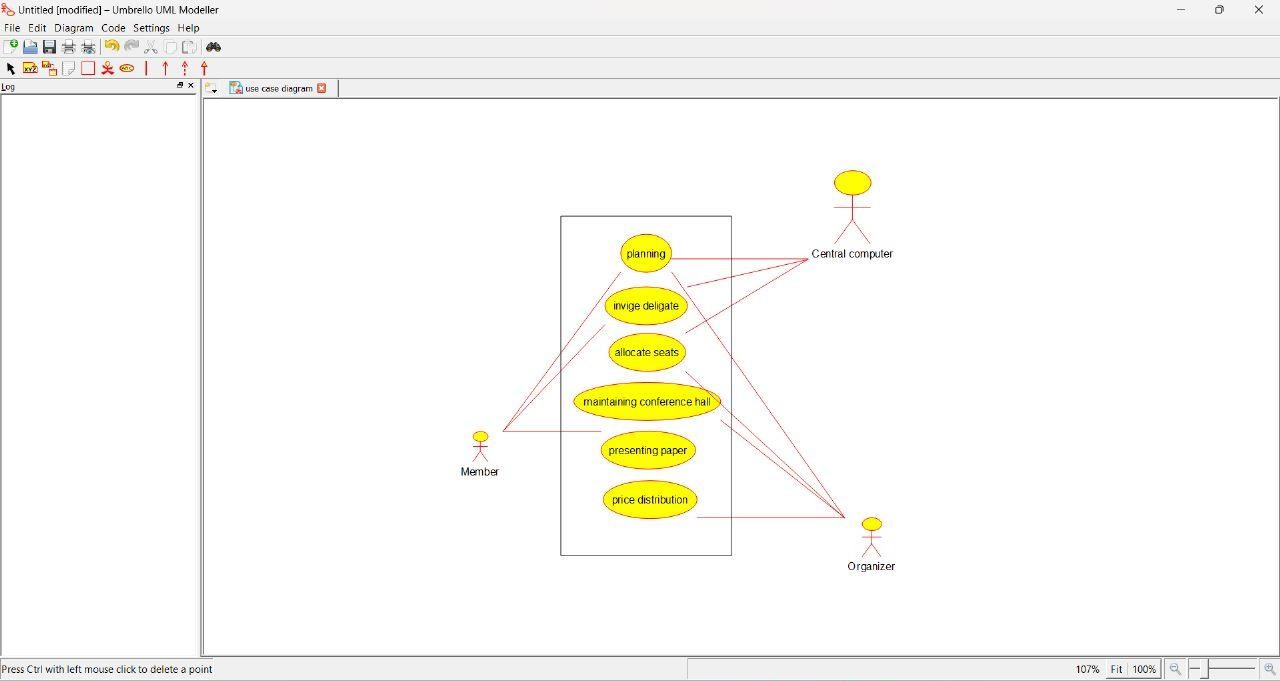 Untitled [modified] – Umbrello UML Modeller
File Edit Diagram Code Settings Help
Log
use case diagram
Central computer
planning
invige deligate
allocate seats
maintaining conference hall
presenting paper
Member
price distribution
Organizer
Press Ctrl with left mouse click to delete a point
107% Fit 100%